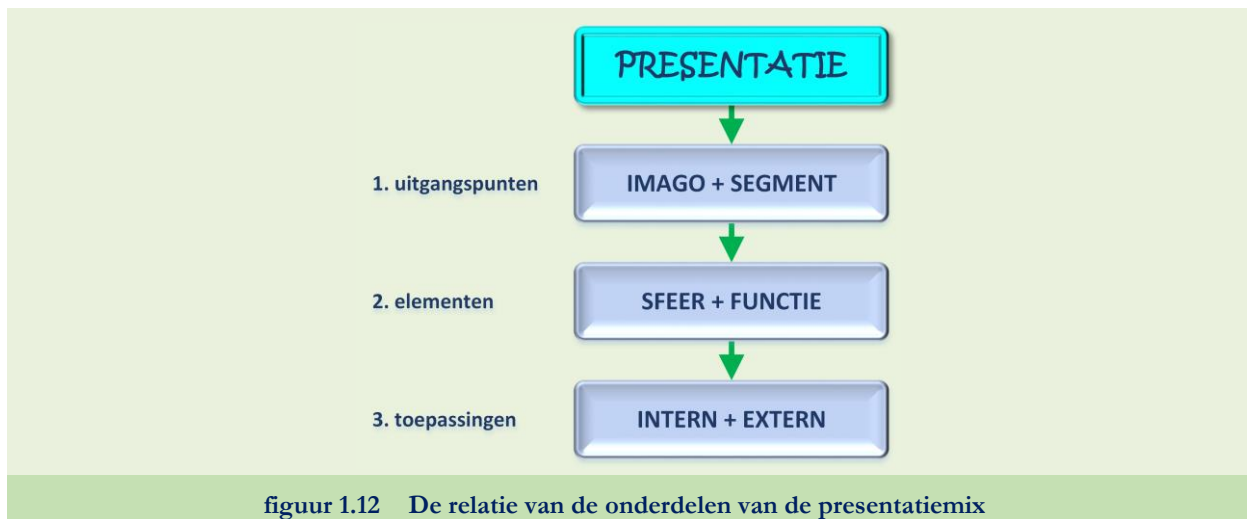 PRESENTATIE
1. uitgangspunten IMAGO + SEGMENT
2. elementen SFEER + FUNCTIE
3. toepassingen INTERN + EXTERN
figuur 1.12 De relatie van de onderdelen van de presentatiemix